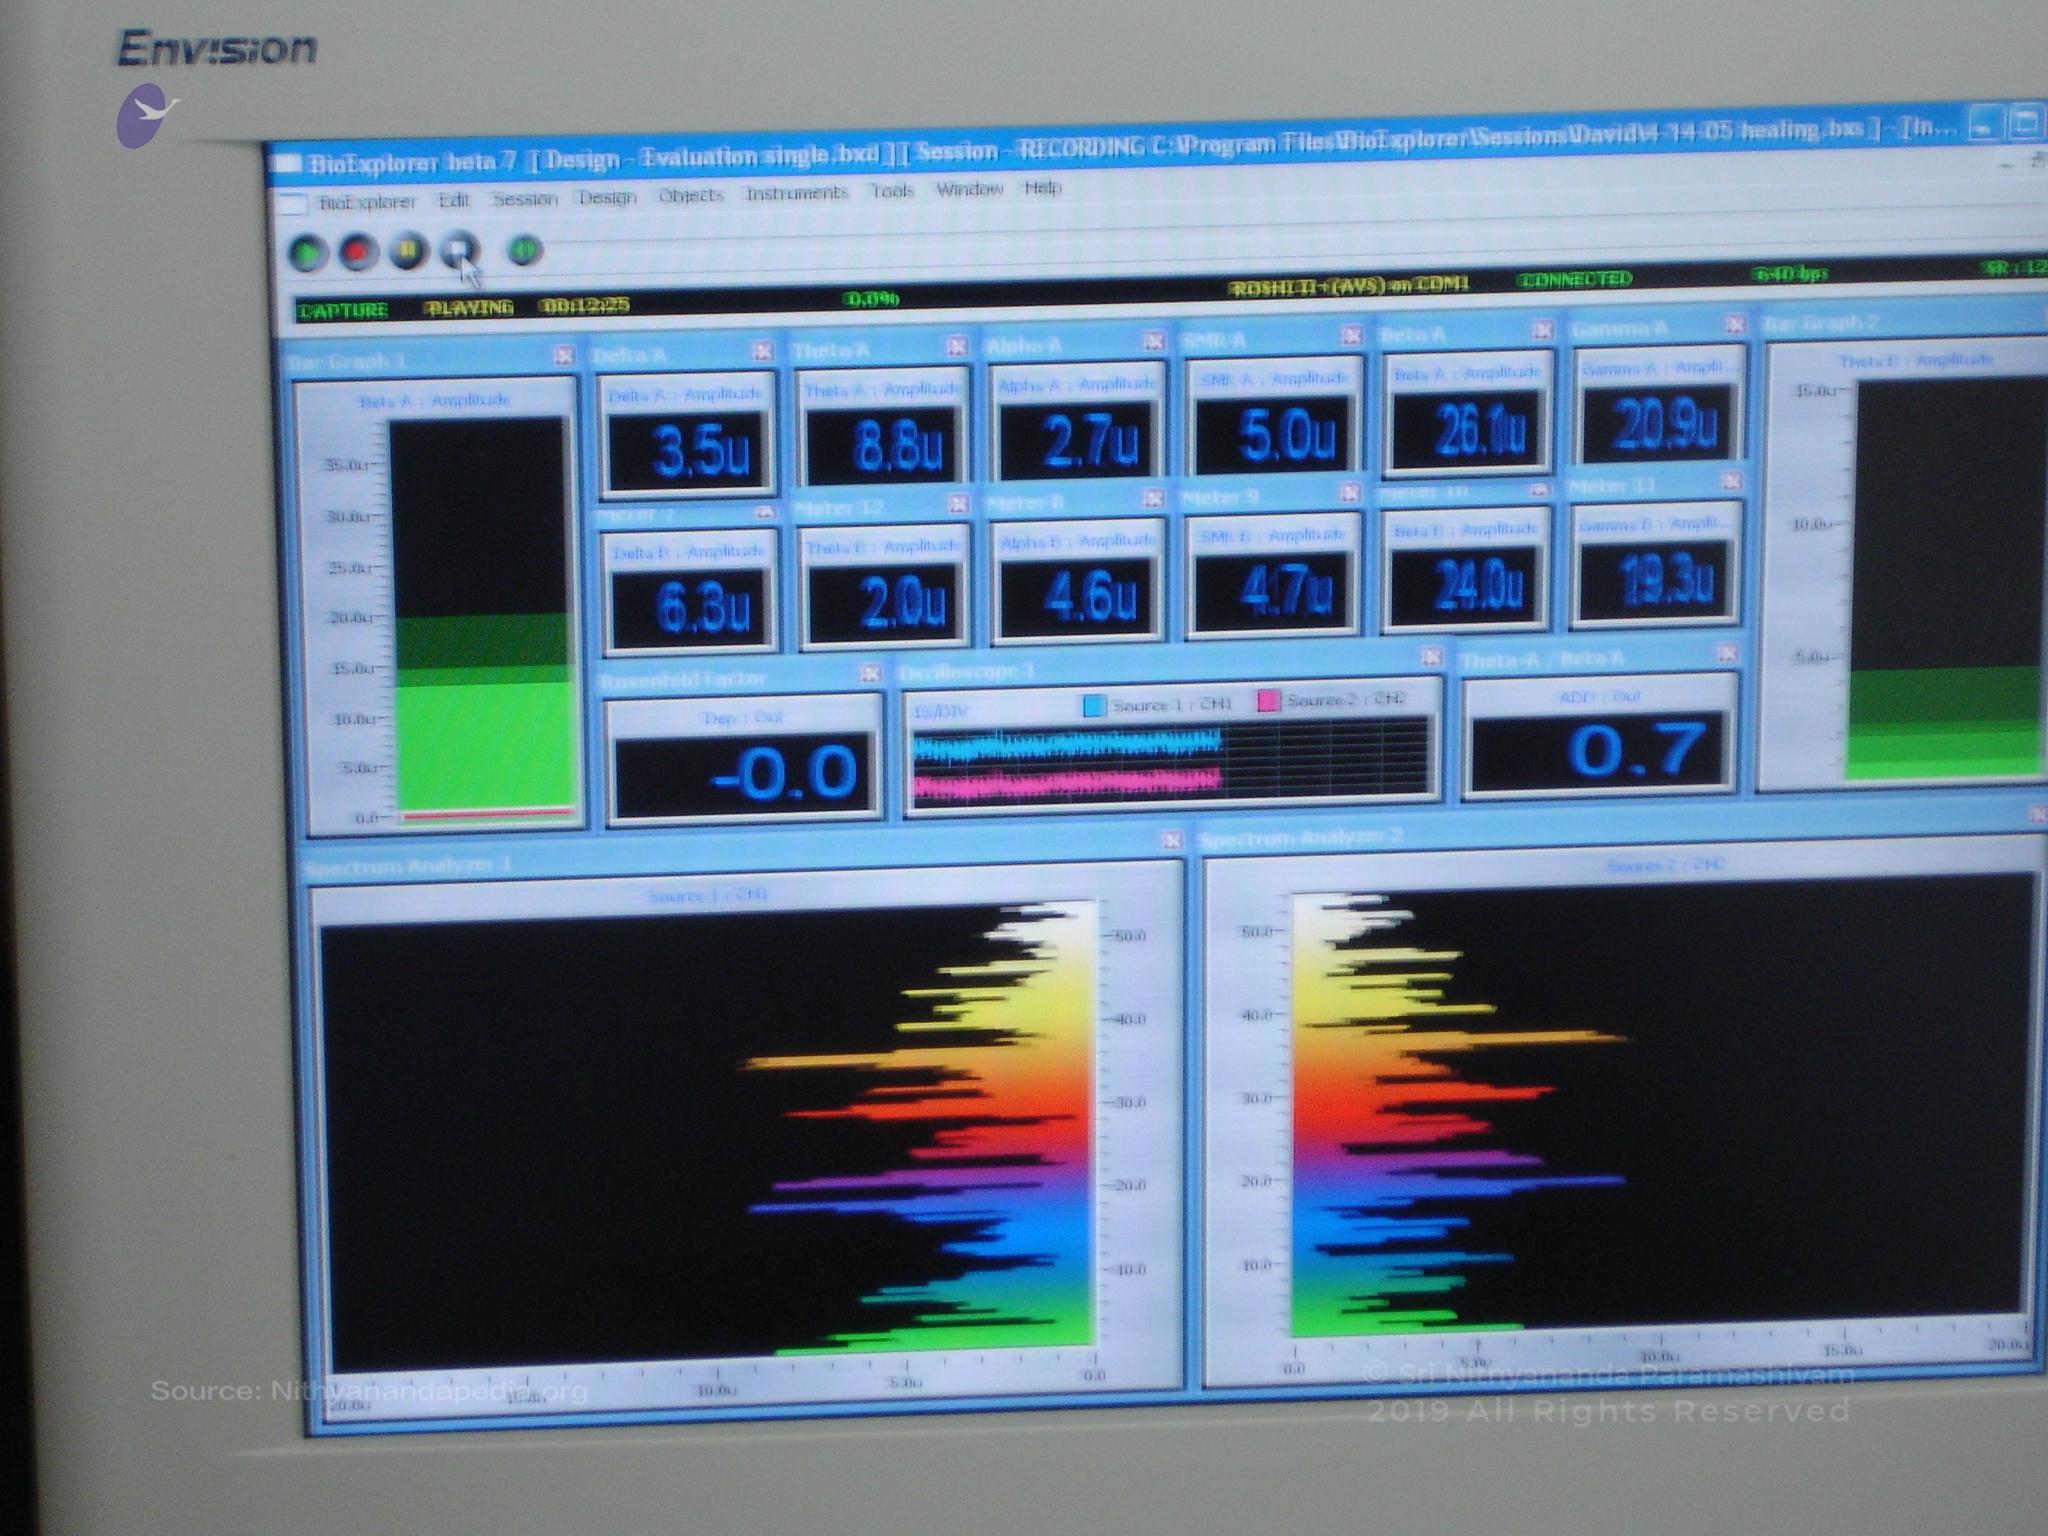 Envision
BioExplorer beta 7 [ Design - Evaluation single.bxd ] [ Session - RECORDING C:\Program Files\BioExplorer\Sessions\David\4-14-05 healing.bxs ] - [In...
BioExplorer Edit Session Design Objects Instruments Tools Window Help
CAPTURE PLAYING 00:12:25 0.0% ROSHI II+(AVS) on COM1 CONNECTED 640 bps SR : 12
Bar Graph 1 Delta A Theta A Alpha A SMR A Beta A Gamma A Bar Graph 2
Beta A : Amplitude Delta A : Amplitude Theta A : Amplitude Alpha A : Amplitude SMR A : Amplitude Beta A : Amplitude Gamma A : Amplit... Theta B : Amplitude
3.5u 8.8u 2.7u 5.0u 26.1u 20.9u
Meter 7 Meter 12 Meter 8 Meter 9 Meter 10 Meter 11
Delta B : Amplitude Theta B : Amplitude Alpha B : Amplitude SMR B : Amplitude Beta B : Amplitude Gamma B : Amplit...
6.3u 2.0u 4.6u 4.7u 24.0u 19.3u
35.0u
30.0u
25.0u
20.0u
15.0u
10.0u
5.0u
0.0
15.0u
10.0u
5.0u
Rosenfeld Factor Oscilloscope 1 Theta-A / Beta A
Dep : Out 1S/DIV Source 1 : CH1 Source 2 : CH2 ADD : Out
-0.0 0.7
Spectrum Analyzer 1 Spectrum Analyzer 2
Source 1 : CH1 Source 2 : CH2
50.0 50.0
40.0 40.0
30.0 30.0
20.0 20.0
10.0 10.0
20.0u 15.0u 10.0u 5.0u 0.0 0.0 5.0u 10.0u 15.0u 20.0u
Source: Nithyanandapedia.org
© Sri Nithyananda Paramashivam
2019 All Rights Reserved